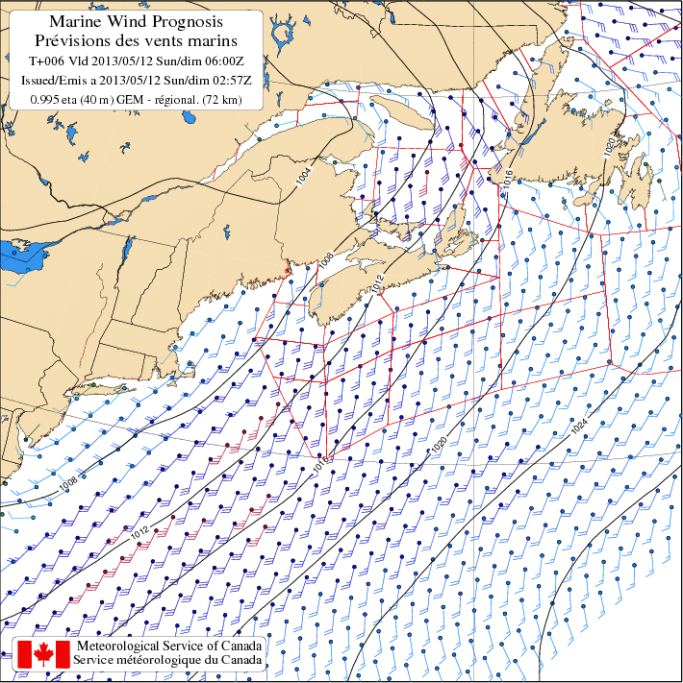 Marine Wind Prognosis
Prévisions des vents marins
T+006 Vld 2013/05/12 Sun/dim 06:00Z
Issued/Emis a 2013/05/12 Sun/dim 02:57Z
0.995 eta (40 m) GEM - régional. (72 km)
1020
1004
1016
1008
1012
1024
1020
1016
1008
1012
Meteorological Service of Canada
Service météorologique du Canada